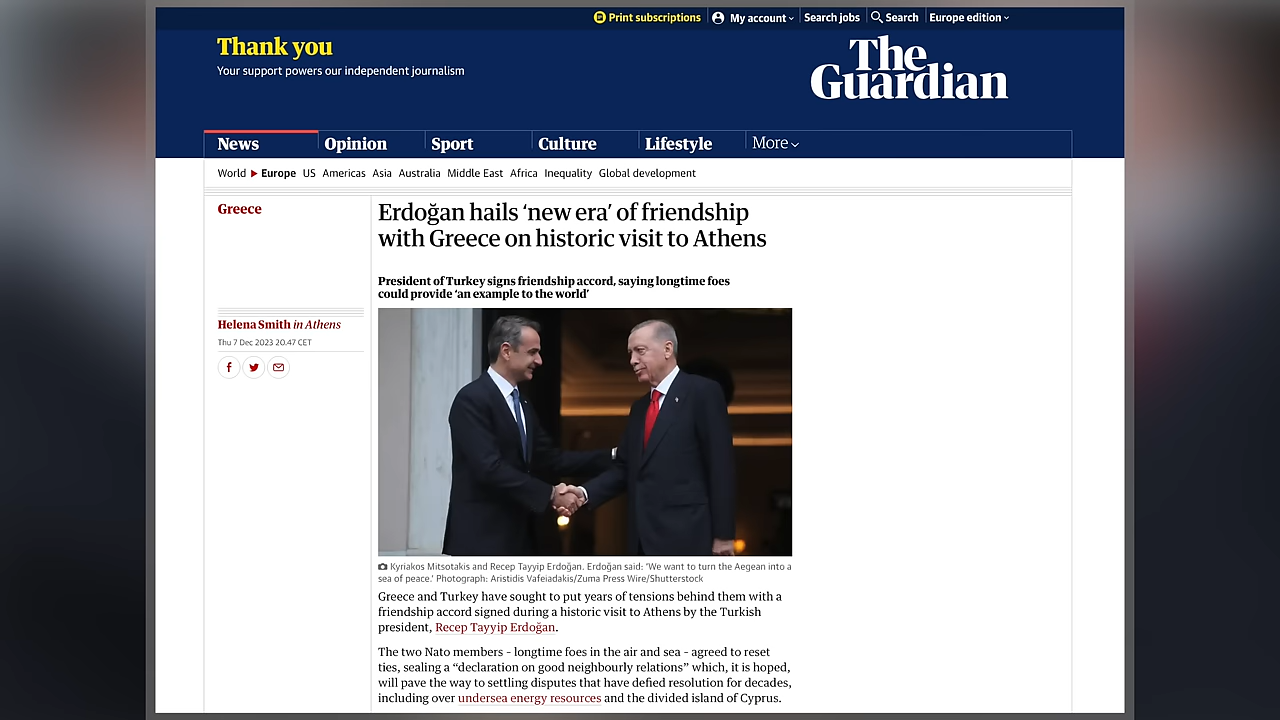 Print subscriptions
My account
Search jobs
Search
Europe edition
Thank you
Your support powers our independent journalism
The
Guardian
News
Opinion
Sport
Culture
Lifestyle
More
World
Europe
US
Americas
Asia
Australia
Middle East
Africa
Inequality
Global development
Greece
Erdoğan hails ‘new era’ of friendship
with Greece on historic visit to Athens
President of Turkey signs friendship accord, saying longtime foes
could provide ‘an example to the world’
Helena Smith in Athens
Thu 7 Dec 2023 20.47 CET
Kyriakos Mitsotakis and Recep Tayyip Erdoğan. Erdoğan said: ‘We want to turn the Aegean into a
sea of peace.’ Photograph: Aristidis Vafeiadakis/Zuma Press Wire/Shutterstock
Greece and Turkey have sought to put years of tensions behind them with a
friendship accord signed during a historic visit to Athens by the Turkish
president, Recep Tayyip Erdoğan.
The two Nato members – longtime foes in the air and sea – agreed to reset
ties, sealing a “declaration on good neighbourly relations” which, it is hoped,
will pave the way to settling disputes that have defied resolution for decades,
including over undersea energy resources and the divided island of Cyprus.